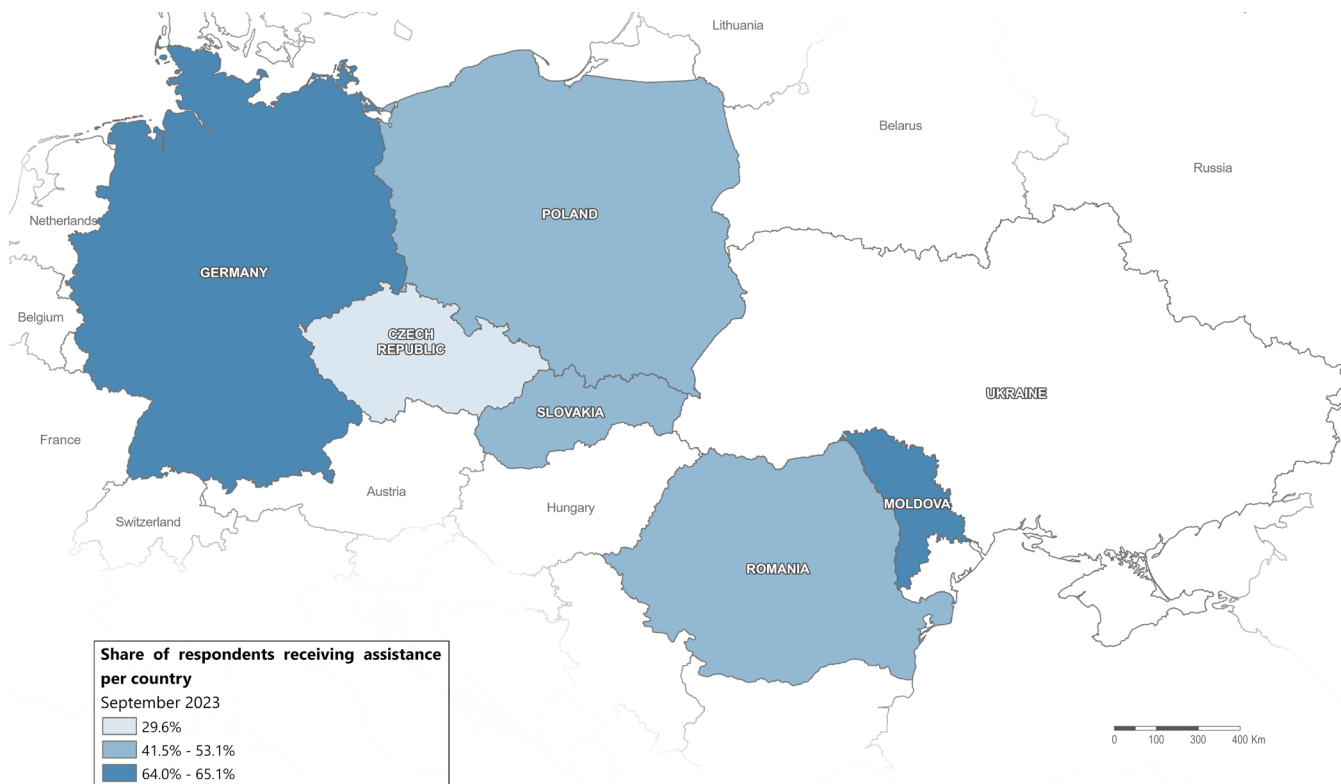 Lithuania
Belarus
Russia
Netherlands
POLAND
GERMANY
Belgium
CZECH
REPUBLIC
UKRAINE
SLOVAKIA
France
Austria
MOLDOVA
Hungary
Switzerland
ROMANIA
Share of respondents receiving assistance
per country
September 2023
29.6%
41.5% - 53.1%
64.0% - 65.1%
0 100 200 300 400 Km